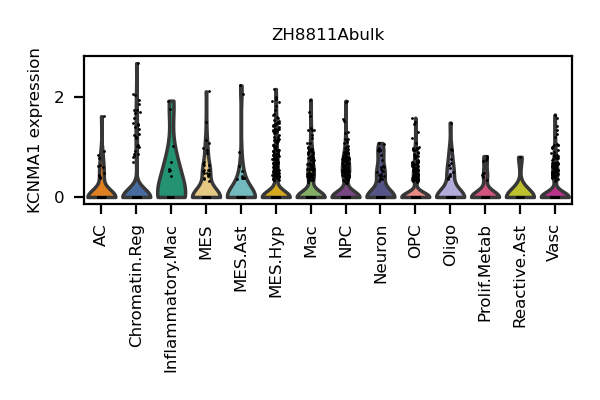 ZH8811Abulk
KCNMA1 expression
2
0
AC
Chromatin.Reg
Inflammatory.Mac
MES
MES.Ast
MES.Hyp
Mac
NPC
Neuron
OPC
Oligo
Prolif.Metab
Reactive.Ast
Vasc